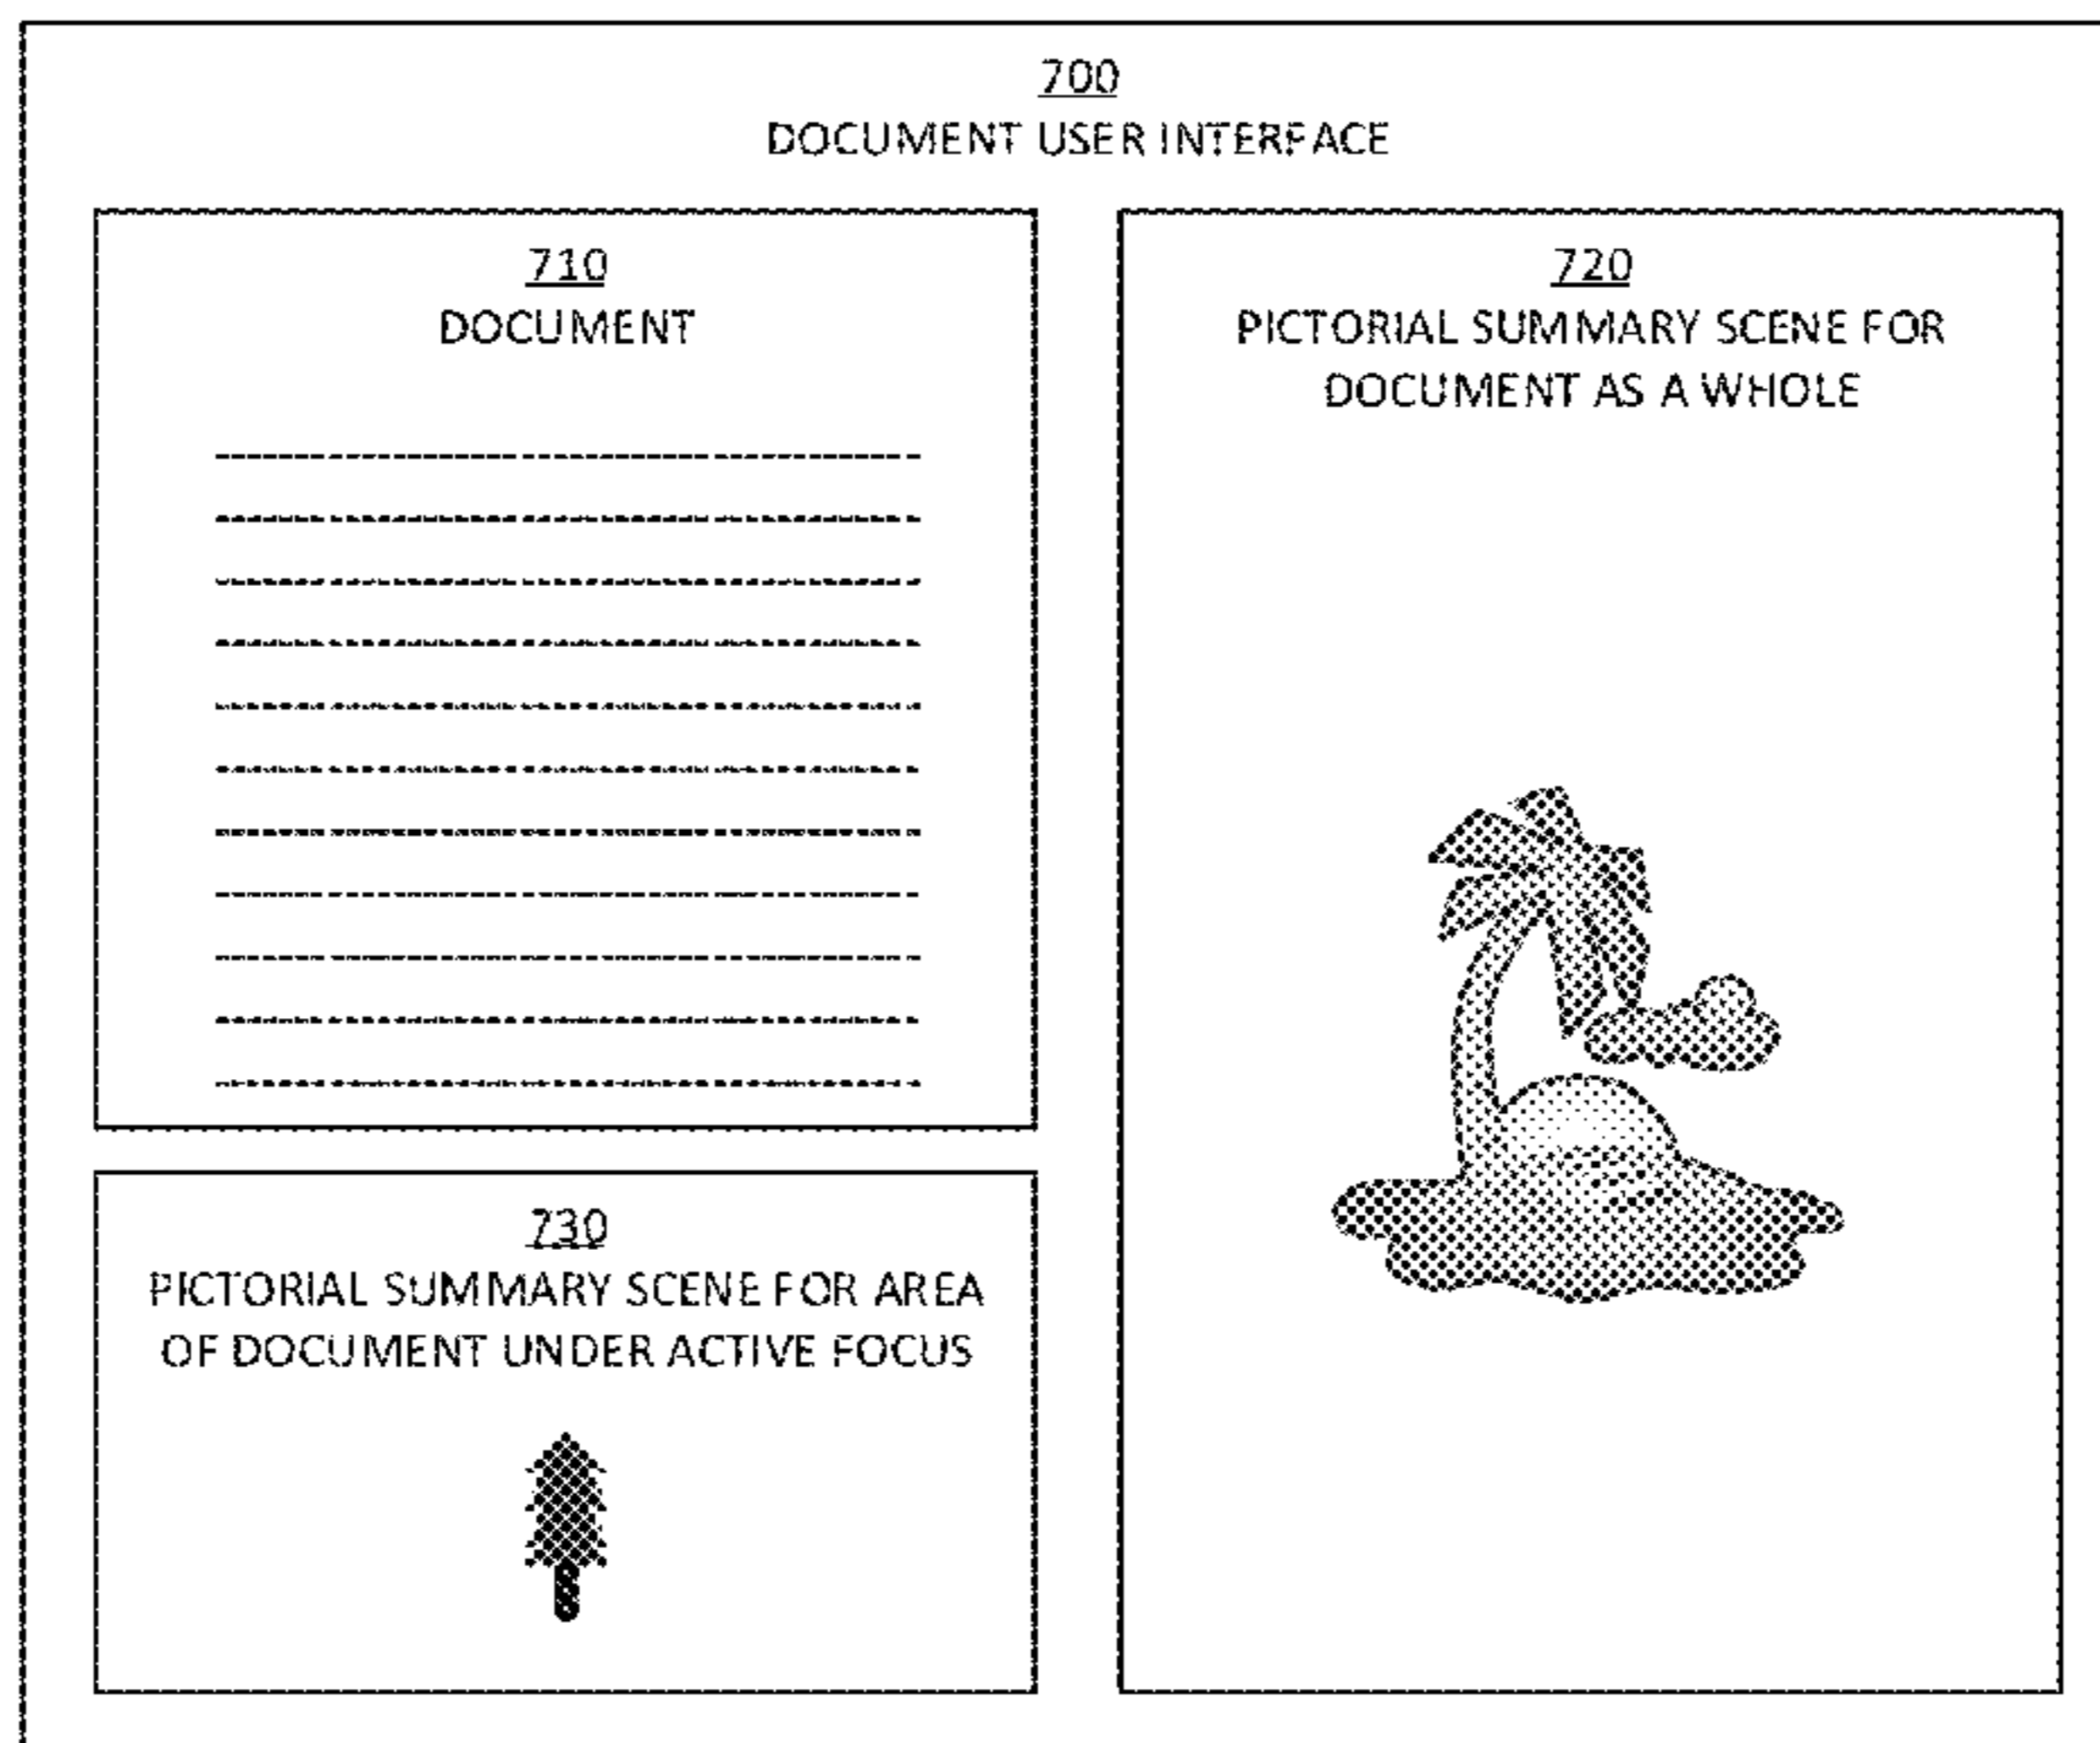 700
DOCUMENT USER INTERFACE
710
DOCUMENT
720
PICTORIAL SUMMARY SCENE FOR
DOCUMENT AS A WHOLE
730
PICTORIAL SUMMARY SCENE FOR AREA
OF DOCUMENT UNDER ACTIVE FOCUS